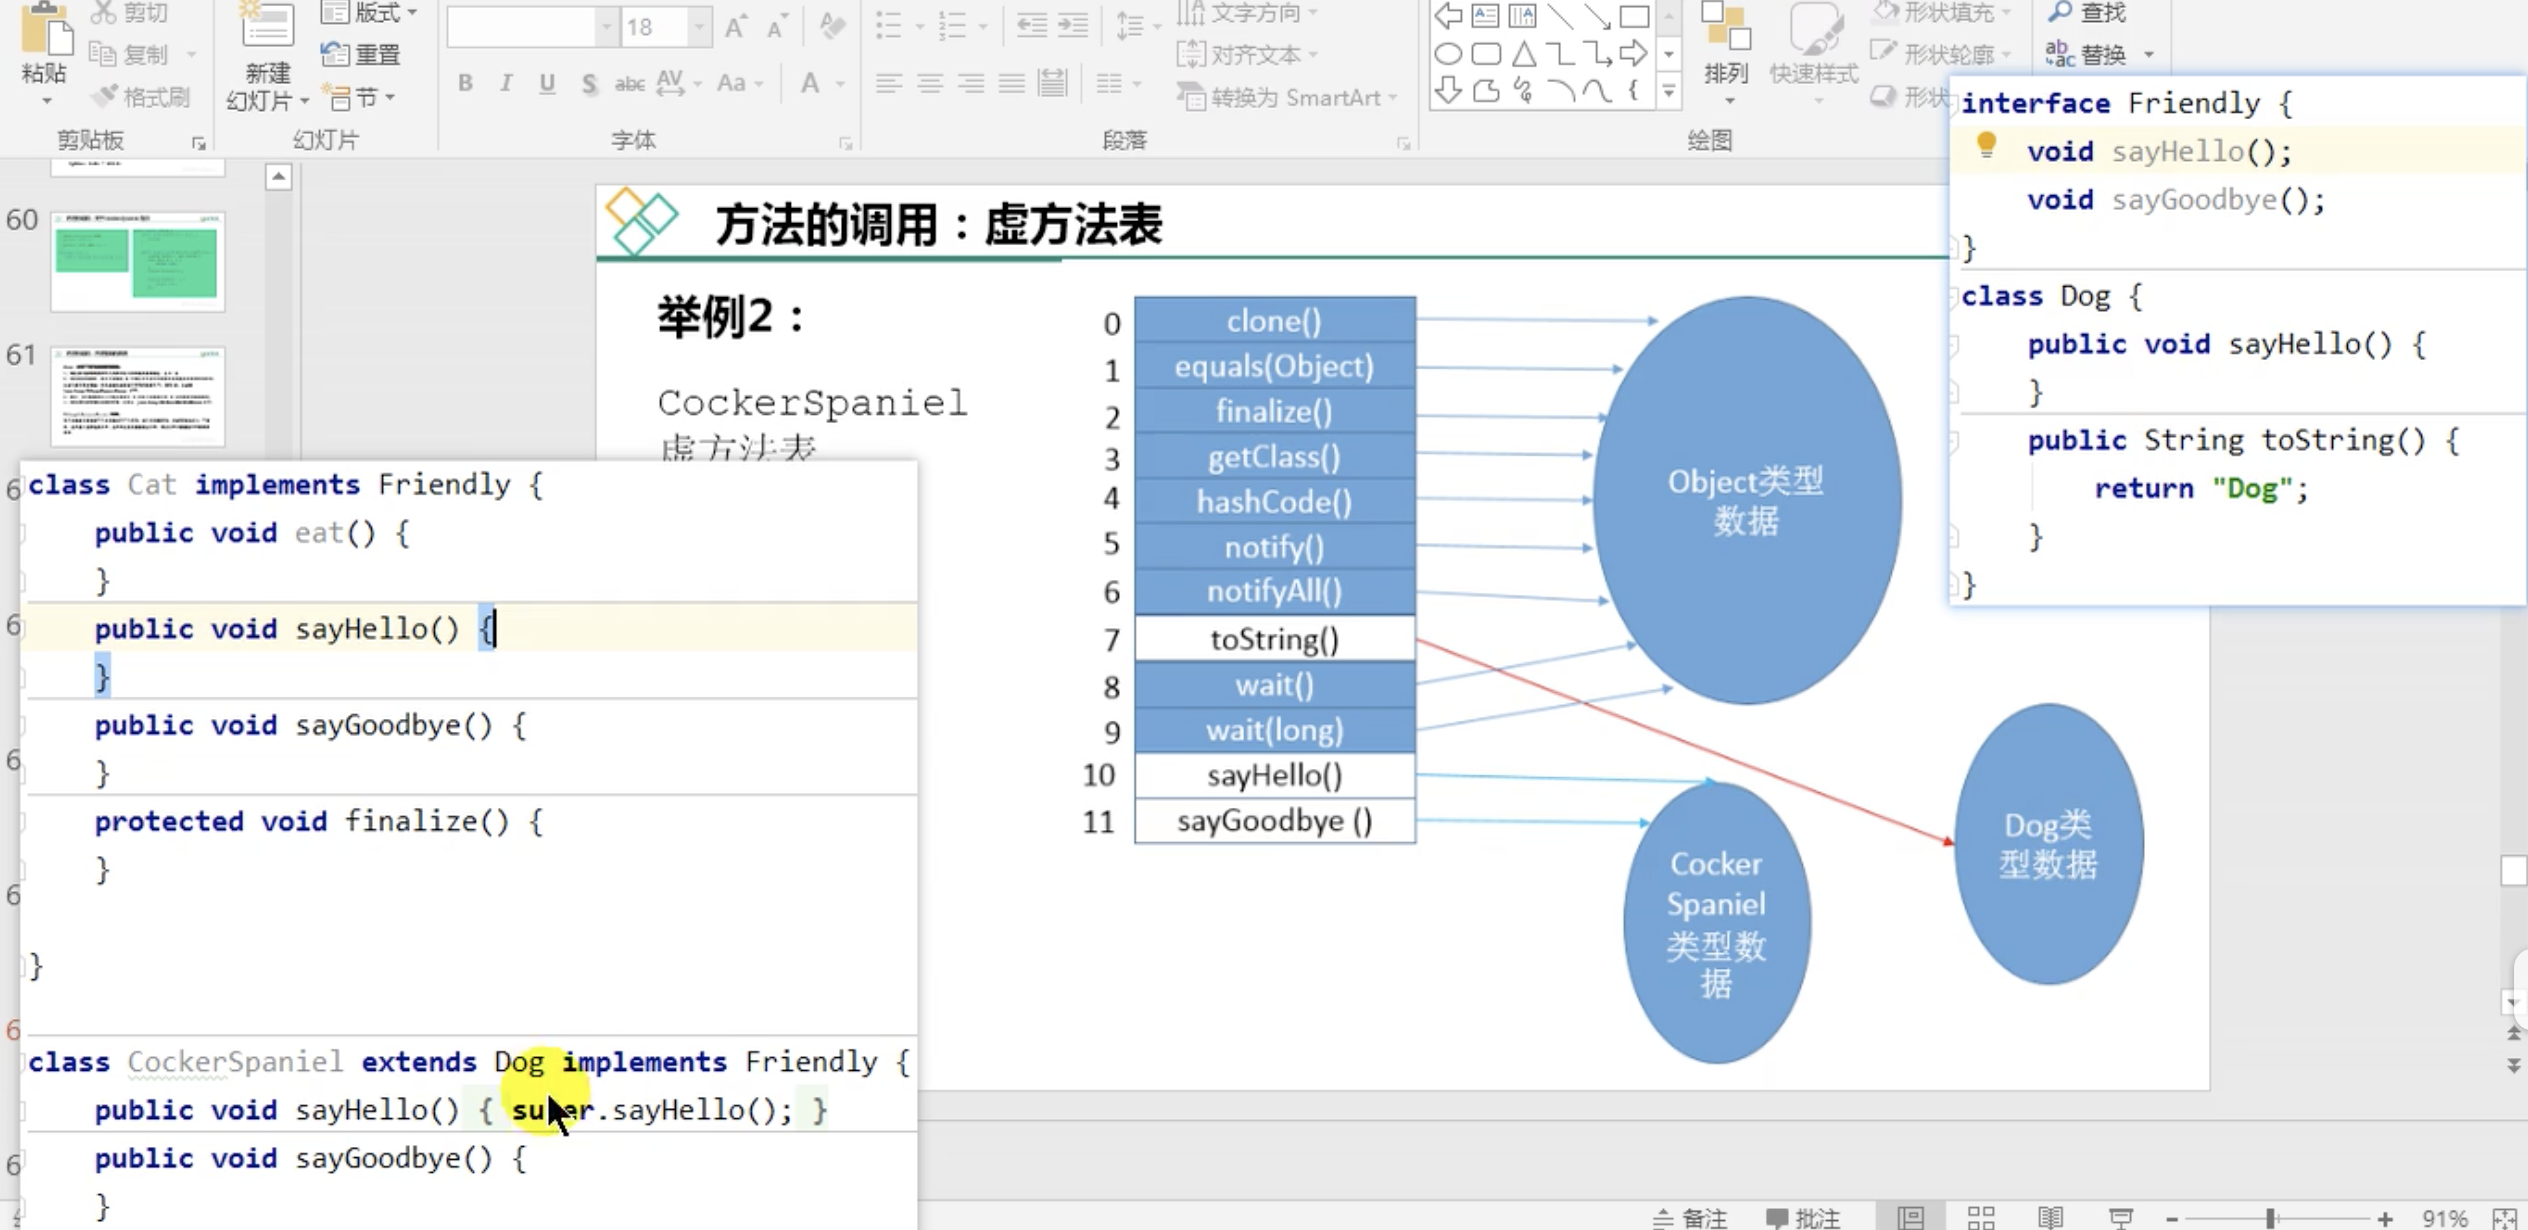 粘贴
剪切
复制
格式刷
剪贴板
新建
幻灯片
版式
重置
节
幻灯片
18
A
A
B I U S abc AV Aa A
字体
文字方向
对齐文本
转换为 SmartArt
段落
排列
快速样式
绘图
形状填充
形状轮廓
形状
查找
替换
60
61
方法的调用：虚方法表
举例2：
CockerSpaniel
虚方法表
0 clone()
1 equals(Object)
2 finalize()
3 getClass()
4 hashCode()
5 notify()
6 notifyAll()
7 toString()
8 wait()
9 wait(long)
10 sayHello()
11 sayGoodbye ()
Object类型
数据
Cocker
Spaniel
类型数
据
Dog类
型数据
interface Friendly {
void sayHello();
void sayGoodbye();
}
class Dog {
public void sayHello() {
}
public String toString() {
return "Dog";
}
}
class Cat implements Friendly {
public void eat() {
}
public void sayHello() {
}
public void sayGoodbye() {
}
protected void finalize() {
}
}
class CockerSpaniel extends Dog implements Friendly {
public void sayHello() { super.sayHello(); }
public void sayGoodbye() {
}
备注
批注
91%